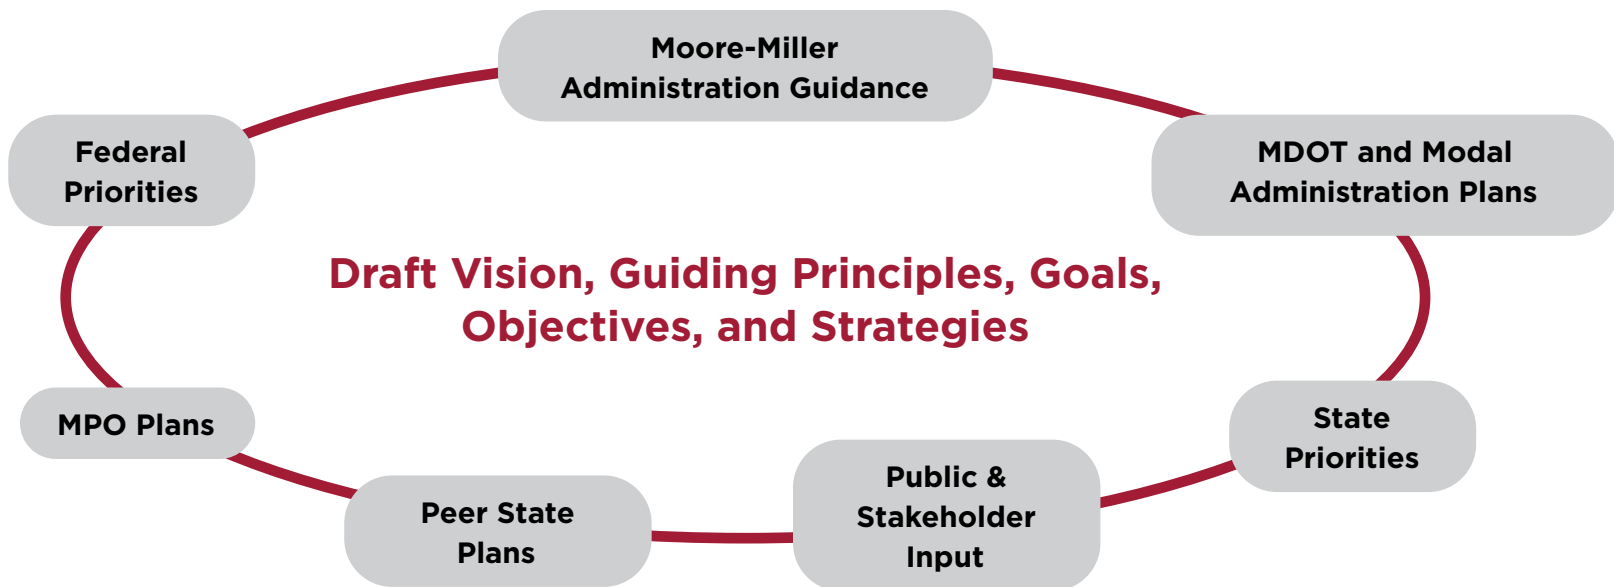 Moore-Miller
Administration Guidance
Federal
Priorities
MDOT and Modal
Administration Plans
Draft Vision, Guiding Principles, Goals,
Objectives, and Strategies
MPO Plans
State
Priorities
Peer State
Plans
Public &
Stakeholder
Input